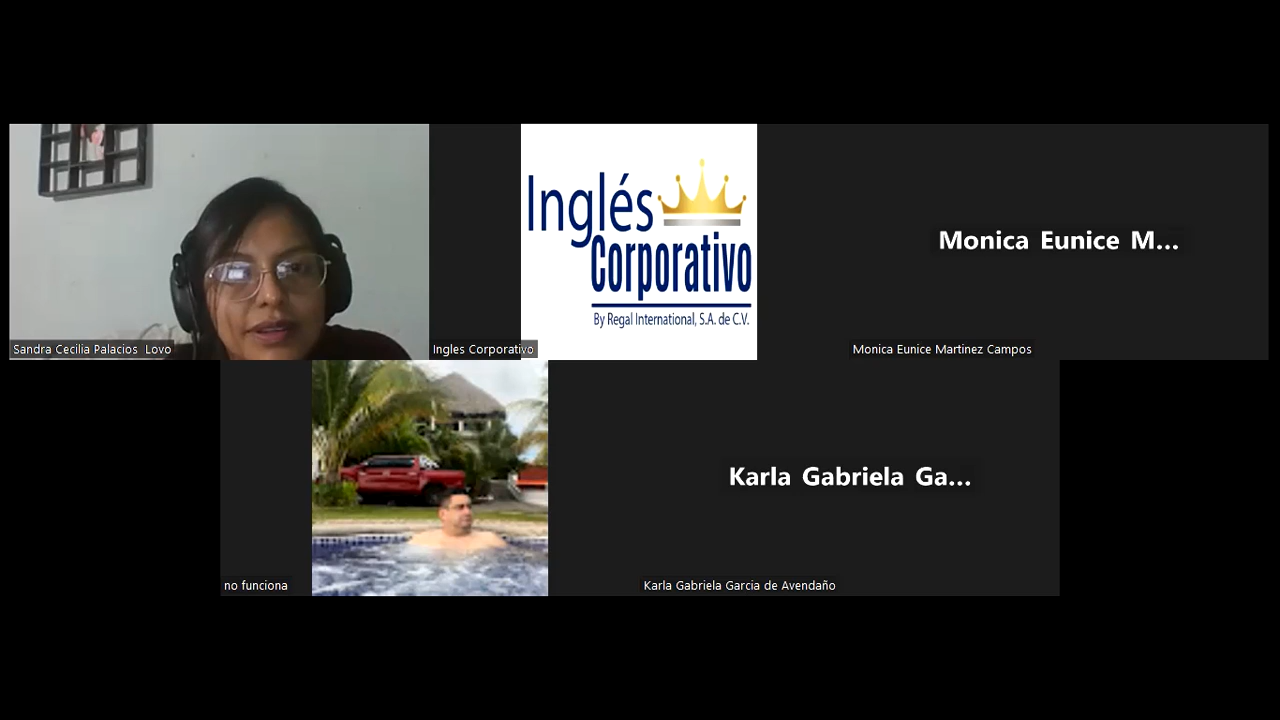 Inglés
Corporativo
By Regal International, S.A. de C.V.
Monica Eunice M...
Sandra Cecilia Palacios Lovo
Ingles Corporativo
Monica Eunice Martinez Campos
Karla Gabriela Ga...
no funciona
Karla Gabriela Garcia de Avendaño